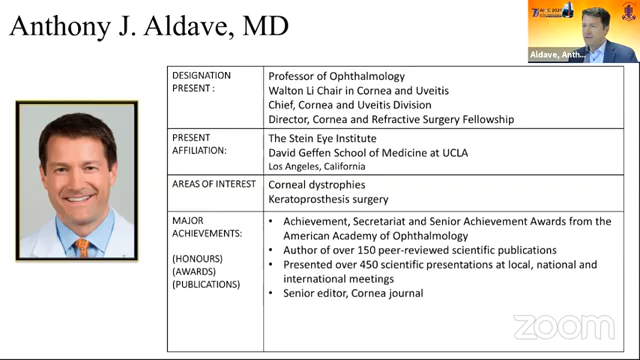 Anthony J. Aldave, MD
Aldave, Anth...
DESIGNATION
PRESENT :
Professor of Ophthalmology
Walton Li Chair in Cornea and Uveitis
Chief, Cornea and Uveitis Division
Director, Cornea and Refractive Surgery Fellowship
PRESENT
AFFILIATION:
The Stein Eye Institute
David Geffen School of Medicine at UCLA
Los Angeles, California
AREAS OF INTEREST
Corneal dystrophies
Keratoprosthesis surgery
MAJOR
ACHIEVEMENTS:
(HONOURS)
(AWARDS)
(PUBLICATIONS)
• Achievement, Secretariat and Senior Achievement Awards from the
American Academy of Ophthalmology
• Author of over 150 peer-reviewed scientific publications
• Presented over 450 scientific presentations at local, national and
international meetings
• Senior editor, Cornea journal
zoom